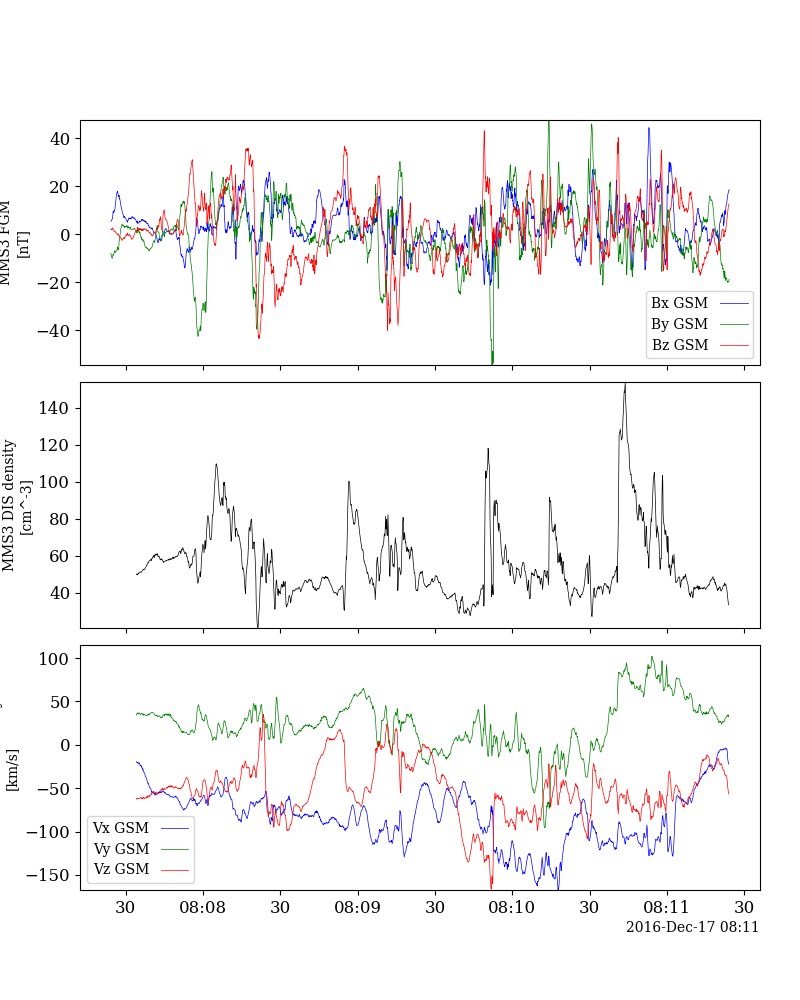 MMS3 FGM
[nT]
40
20
0
−20
−40
Bx GSM
By GSM
Bz GSM
MMS3 DIS density
[cm^-3]
140
120
100
80
60
40
[km/s]
100
50
0
−50
−100
−150
Vx GSM
Vy GSM
Vz GSM
30 08:08 30 08:09 30 08:10 30 08:11 30
2016-Dec-17 08:11